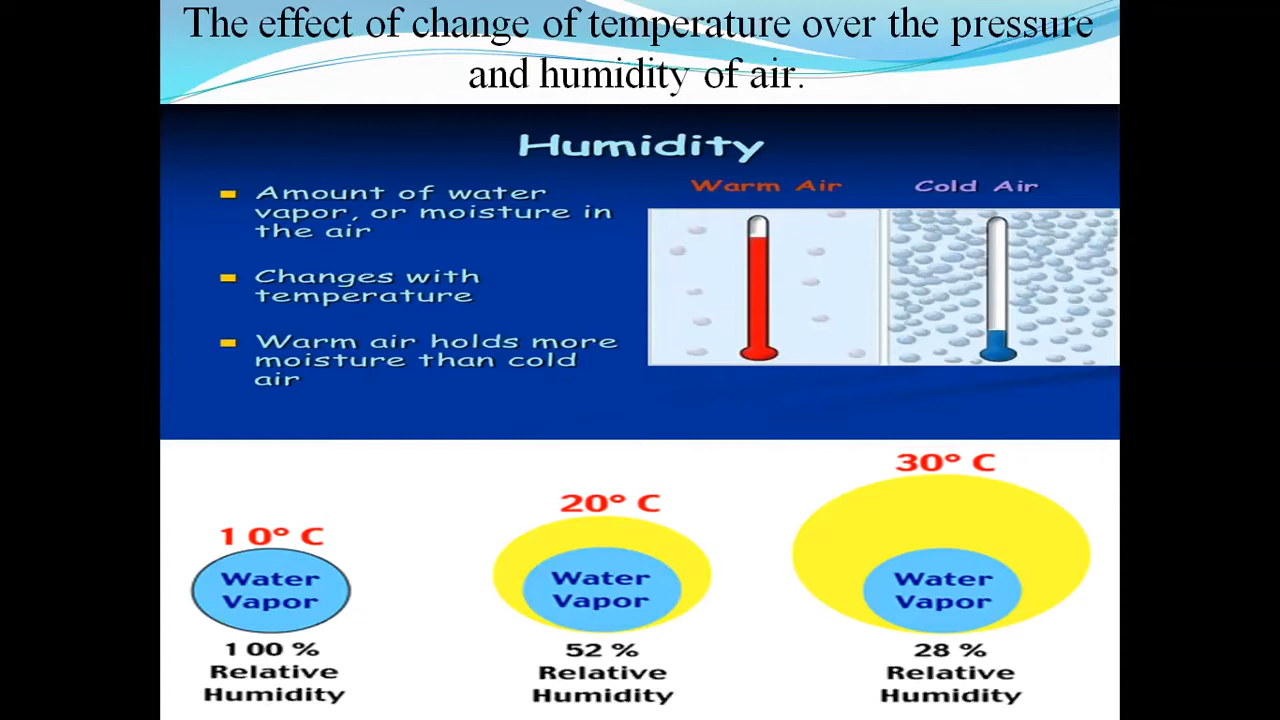 The effect of change of temperature over the pressure
and humidity of air.
Humidity
Amount of water
vapor, or moisture in
the air
Changes with
temperature
Warm air holds more
moisture than cold
air
Warm Air
Cold Air
10° C
Water
Vapor
100 %
Relative
Humidity
20° C
Water
Vapor
52 %
Relative
Humidity
30° C
Water
Vapor
28 %
Relative
Humidity